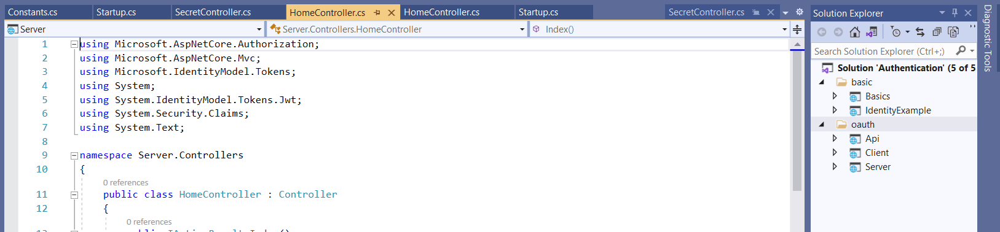 Constants.cs
Startup.cs
SecretController.cs
HomeController.cs
HomeController.cs
Startup.cs
SecretController.cs
Server
Server.Controllers.HomeController
Index()
1 using Microsoft.AspNetCore.Authorization;
2 using Microsoft.AspNetCore.Mvc;
3 using Microsoft.IdentityModel.Tokens;
4 using System;
5 using System.IdentityModel.Tokens.Jwt;
6 using System.Security.Claims;
7 using System.Text;
8
9 namespace Server.Controllers
10 {
0 references
11 public class HomeController : Controller
12 {
0 references
Solution Explorer
Search Solution Explorer (Ctrl+;)
Solution 'Authentication' (5 of 5
basic
Basics
IdentityExample
oauth
Api
Client
Server
Diagnostic Tools